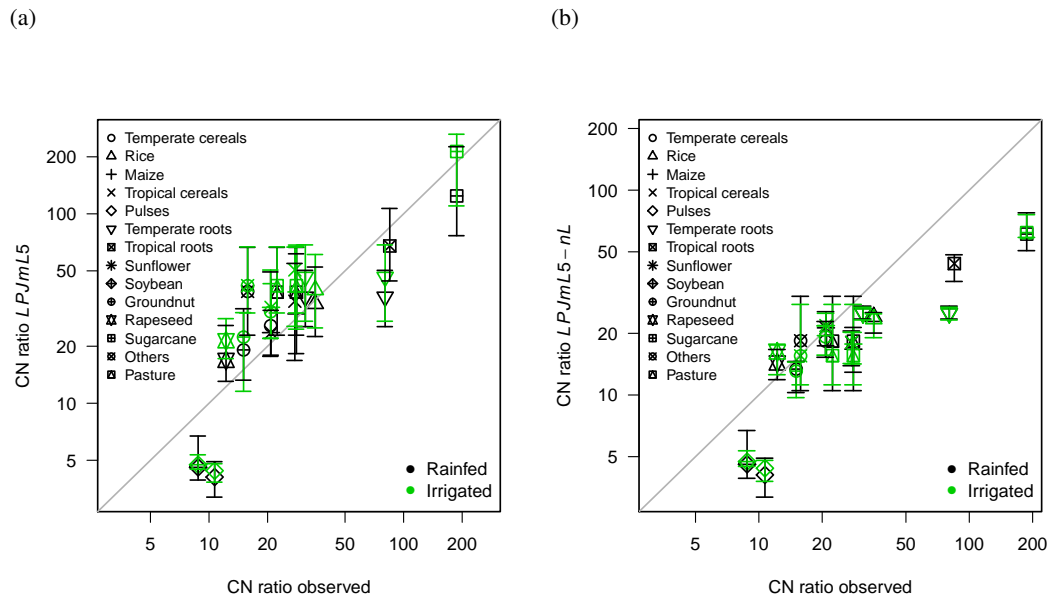 (a)
(b)
Temperate cereals
Rice
Maize
Tropical cereals
Pulses
Temperate roots
Tropical roots
Sunflower
Soybean
Groundnut
Rapeseed
Sugarcane
Others
Pasture
Rainfed
Irrigated
200
100
50
20
10
5
CN ratio LPJmL5
5
10
20
50
100
200
CN ratio observed
Temperate cereals
Rice
Maize
Tropical cereals
Pulses
Temperate roots
Tropical roots
Sunflower
Soybean
Groundnut
Rapeseed
Sugarcane
Others
Pasture
Rainfed
Irrigated
200
100
50
20
10
5
CN ratio LPJmL5−nL
5
10
20
50
100
200
CN ratio observed